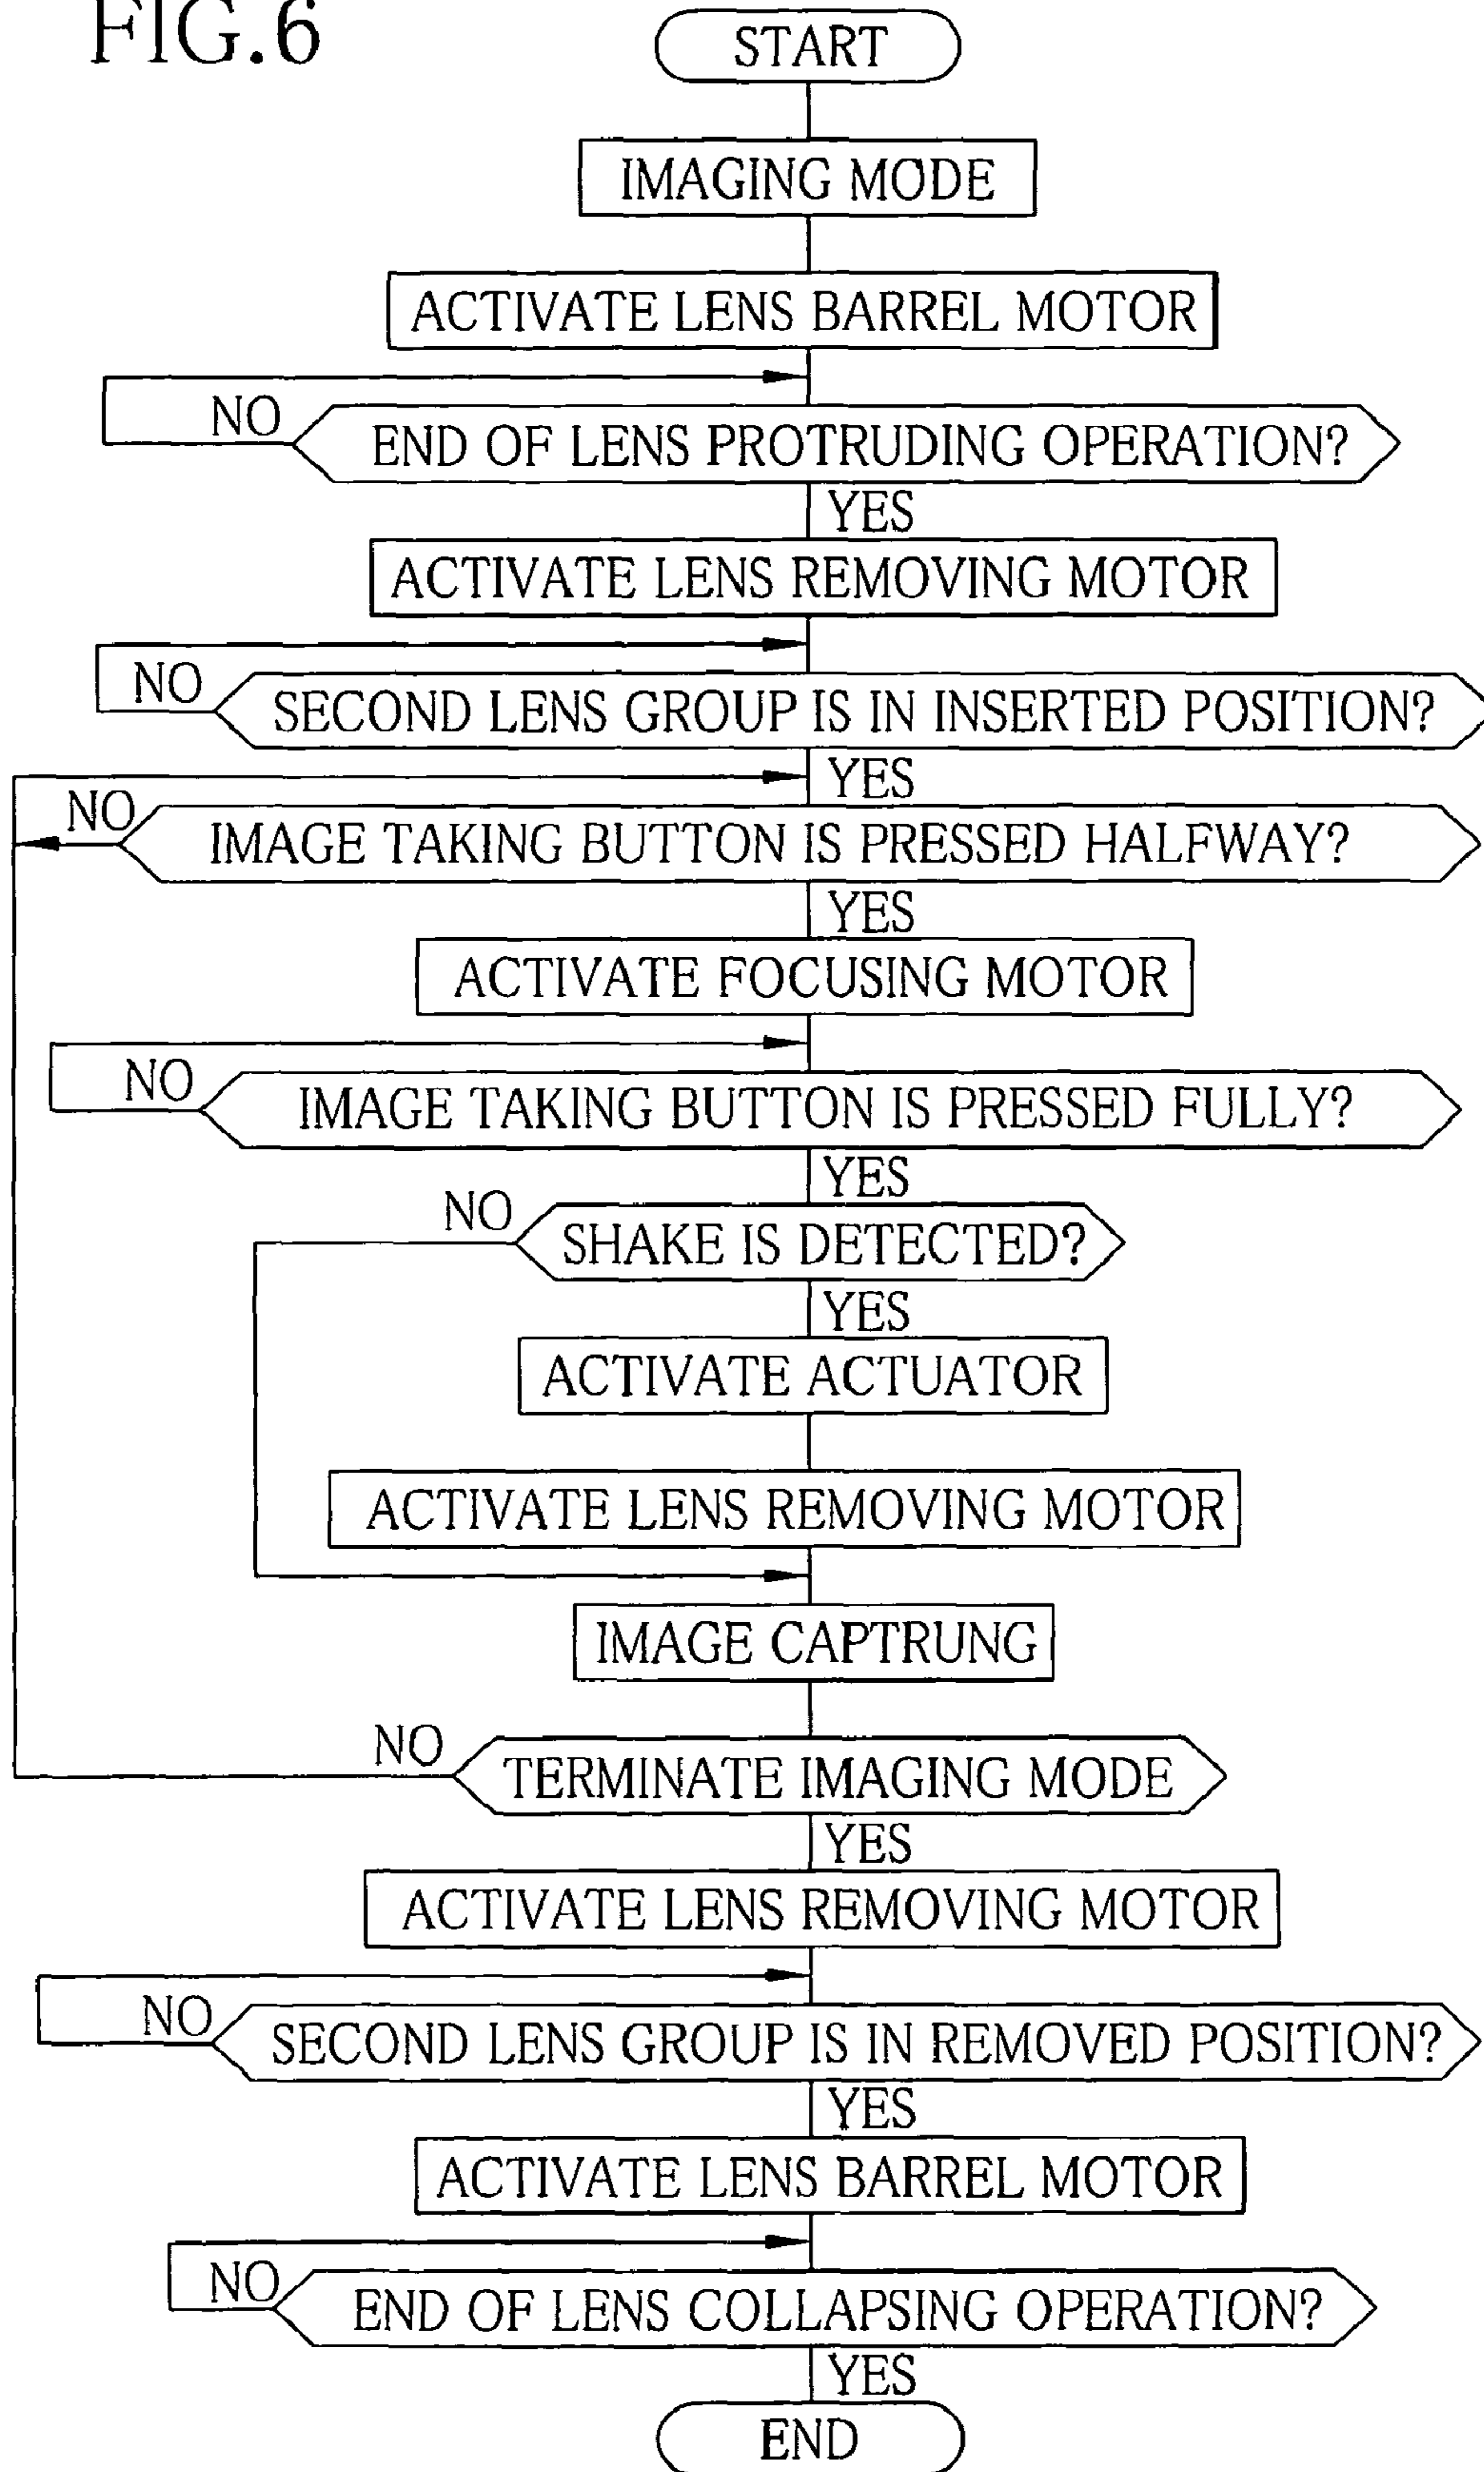 FIG.6
START
IMAGING MODE
ACTIVATE LENS BARREL MOTOR
NO
END OF LENS PROTRUDING OPERATION?
YES
ACTIVATE LENS REMOVING MOTOR
NO
SECOND LENS GROUP IS IN INSERTED POSITION?
YES
NO
IMAGE TAKING BUTTON IS PRESSED HALFWAY?
YES
ACTIVATE FOCUSING MOTOR
NO
IMAGE TAKING BUTTON IS PRESSED FULLY?
YES
NO
SHAKE IS DETECTED?
YES
ACTIVATE ACTUATOR
ACTIVATE LENS REMOVING MOTOR
IMAGE CAPTRUNG
NO
TERMINATE IMAGING MODE
YES
ACTIVATE LENS REMOVING MOTOR
NO
SECOND LENS GROUP IS IN REMOVED POSITION?
YES
ACTIVATE LENS BARREL MOTOR
NO
END OF LENS COLLAPSING OPERATION?
YES
END